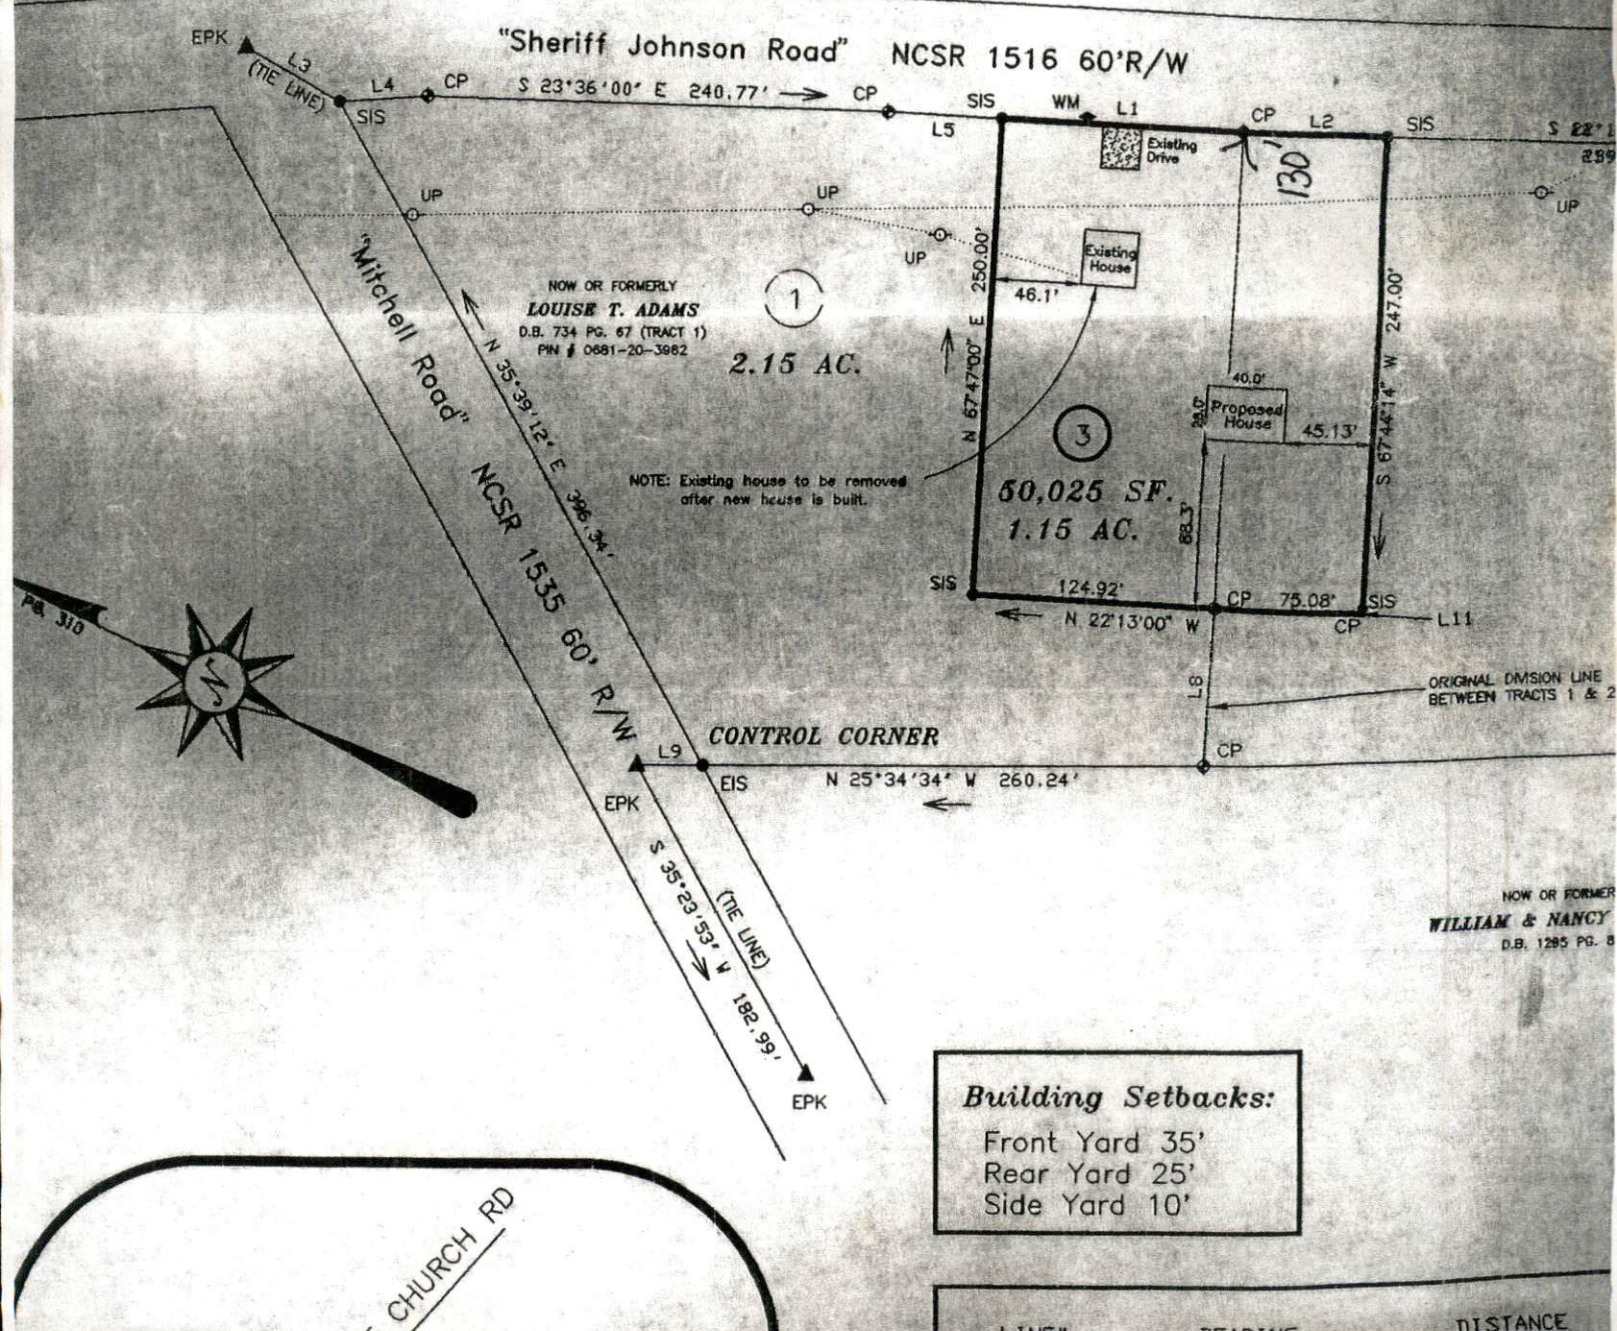 "Sheriff Johnson Road" NCSR 1516 60'R/W
EPK
L3
(TIE LINE)
L4
CP
S 23°36'00" E 240.77'
CP
SIS
WM
L1
CP
L2
SIS
SIS
L5
Existing
Drive
130'
UP
UP
UP
UP
Existing
House
46.1'
N 67°47'00" E 250.00'
S 67°44'14" W 247.00'
"Mitchell Road" NCSR 1535 60' R/W
NOW OR FORMERLY
LOUISE T. ADAMS
D.B. 734 PG. 67 (TRACT 1)
PIN # 0681-20-3982
1
2.15 AC.
N 35°39'12" E 396.34'
40.0'
28.0'
Proposed
House
45.13'
3
50,025 SF.
1.15 AC.
NOTE: Existing house to be removed
after new house is built.
68.3'
SIS
124.92'
CP
75.08'
SIS
N 22°13'00" W
CP
L11
PB. 310
N
L8
ORIGINAL DIVISION LINE
BETWEEN TRACTS 1 & 2
CONTROL CORNER
L9
CP
EIS
N 25°34'34" W 260.24'
EPK
S 35°23'53" W 182.99'
(TIE LINE)
EPK
NOW OR FORMER
WILLIAM & NANCY
D.B. 1285 PG. 8
Building Setbacks:
Front Yard 35'
Rear Yard 25'
Side Yard 10'
CHURCH RD
DISTANCE